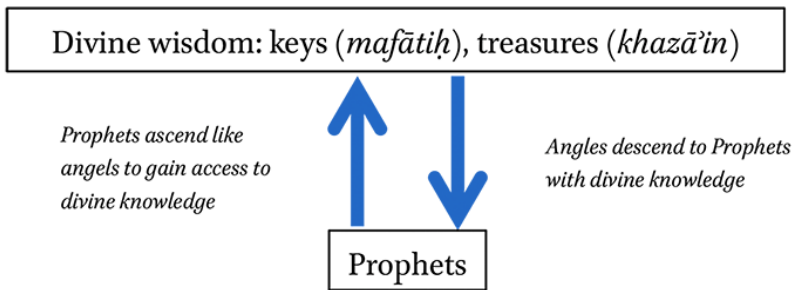 Divine wisdom: keys (mafātiḥ), treasures (khazā’in)
Prophets ascend like
angels to gain access to
divine knowledge
Angles descend to Prophets
with divine knowledge
Prophets